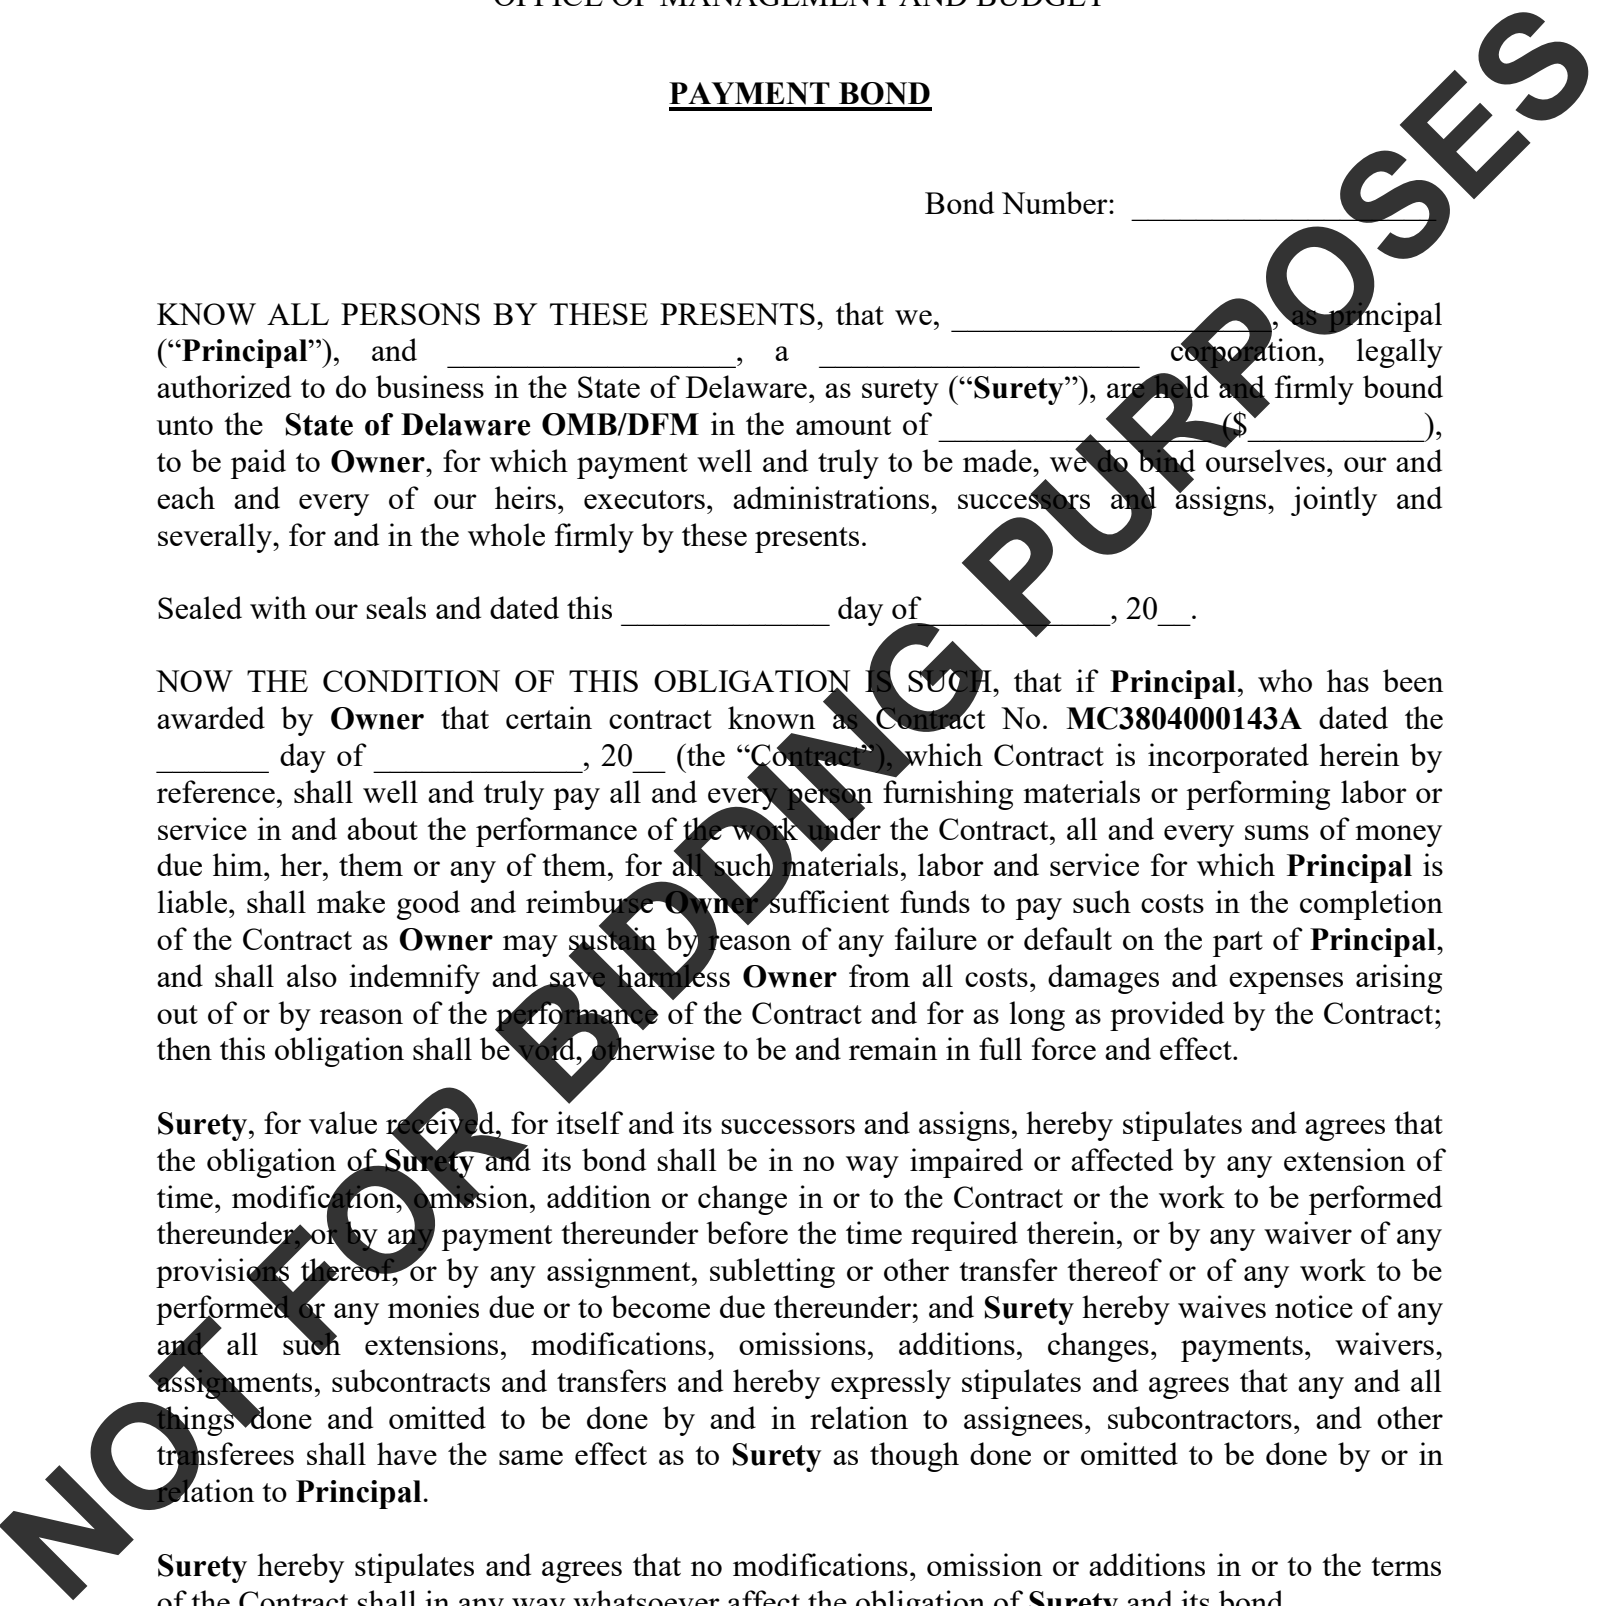 OFFICE OF MANAGEMENT AND BUDGET
PAYMENT BOND
Bond Number: ___________________
KNOW ALL PERSONS BY THESE PRESENTS, that we, ____________________, as principal
(“Principal”), and __________________, a ____________________ corporation, legally
authorized to do business in the State of Delaware, as surety (“Surety”), are held and firmly bound
unto the State of Delaware OMB/DFM in the amount of _________________ ($___________),
to be paid to Owner, for which payment well and truly to be made, we do bind ourselves, our and
each and every of our heirs, executors, administrations, successors and assigns, jointly and
severally, for and in the whole firmly by these presents.
Sealed with our seals and dated this _____________ day of____________, 20__.
NOW THE CONDITION OF THIS OBLIGATION IS SUCH, that if Principal, who has been
awarded by Owner that certain contract known as Contract No. MC3804000143A dated the
_______ day of _____________, 20__ (the “Contract”), which Contract is incorporated herein by
reference, shall well and truly pay all and every person furnishing materials or performing labor or
service in and about the performance of the work under the Contract, all and every sums of money
due him, her, them or any of them, for all such materials, labor and service for which Principal is
liable, shall make good and reimburse Owner sufficient funds to pay such costs in the completion
of the Contract as Owner may sustain by reason of any failure or default on the part of Principal,
and shall also indemnify and save harmless Owner from all costs, damages and expenses arising
out of or by reason of the performance of the Contract and for as long as provided by the Contract;
then this obligation shall be void, otherwise to be and remain in full force and effect.
Surety, for value received, for itself and its successors and assigns, hereby stipulates and agrees that
the obligation of Surety and its bond shall be in no way impaired or affected by any extension of
time, modification, omission, addition or change in or to the Contract or the work to be performed
thereunder, or by any payment thereunder before the time required therein, or by any waiver of any
provisions thereof, or by any assignment, subletting or other transfer thereof or of any work to be
performed or any monies due or to become due thereunder; and Surety hereby waives notice of any
and all such extensions, modifications, omissions, additions, changes, payments, waivers,
assignments, subcontracts and transfers and hereby expressly stipulates and agrees that any and all
things done and omitted to be done by and in relation to assignees, subcontractors, and other
transferees shall have the same effect as to Surety as though done or omitted to be done by or in
relation to Principal.
Surety hereby stipulates and agrees that no modifications, omission or additions in or to the terms
of the Contract shall in any way whatsoever affect the obligation of Surety and its bond.
NOT FOR BIDDING PURPOSES